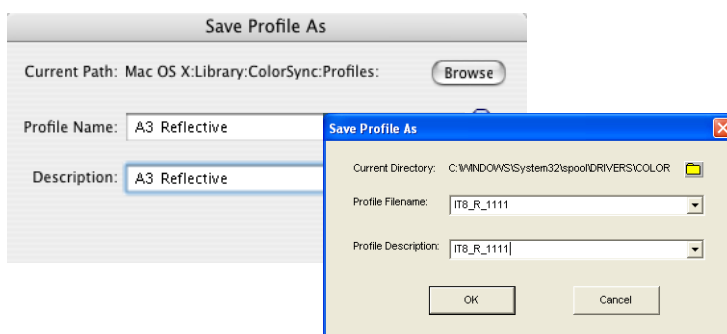 Save Profile As
Current Path: Mac OS X:Library:ColorSync:Profiles: Browse
Profile Name: A3 Reflective
Description: A3 Reflective
Save Profile As
Current Directory: C:\WINDOWS\System32\spool\DRIVERS\COLOR
Profile Filename: IT8_R_1111
Profile Description: IT8_R_1111
OK Cancel